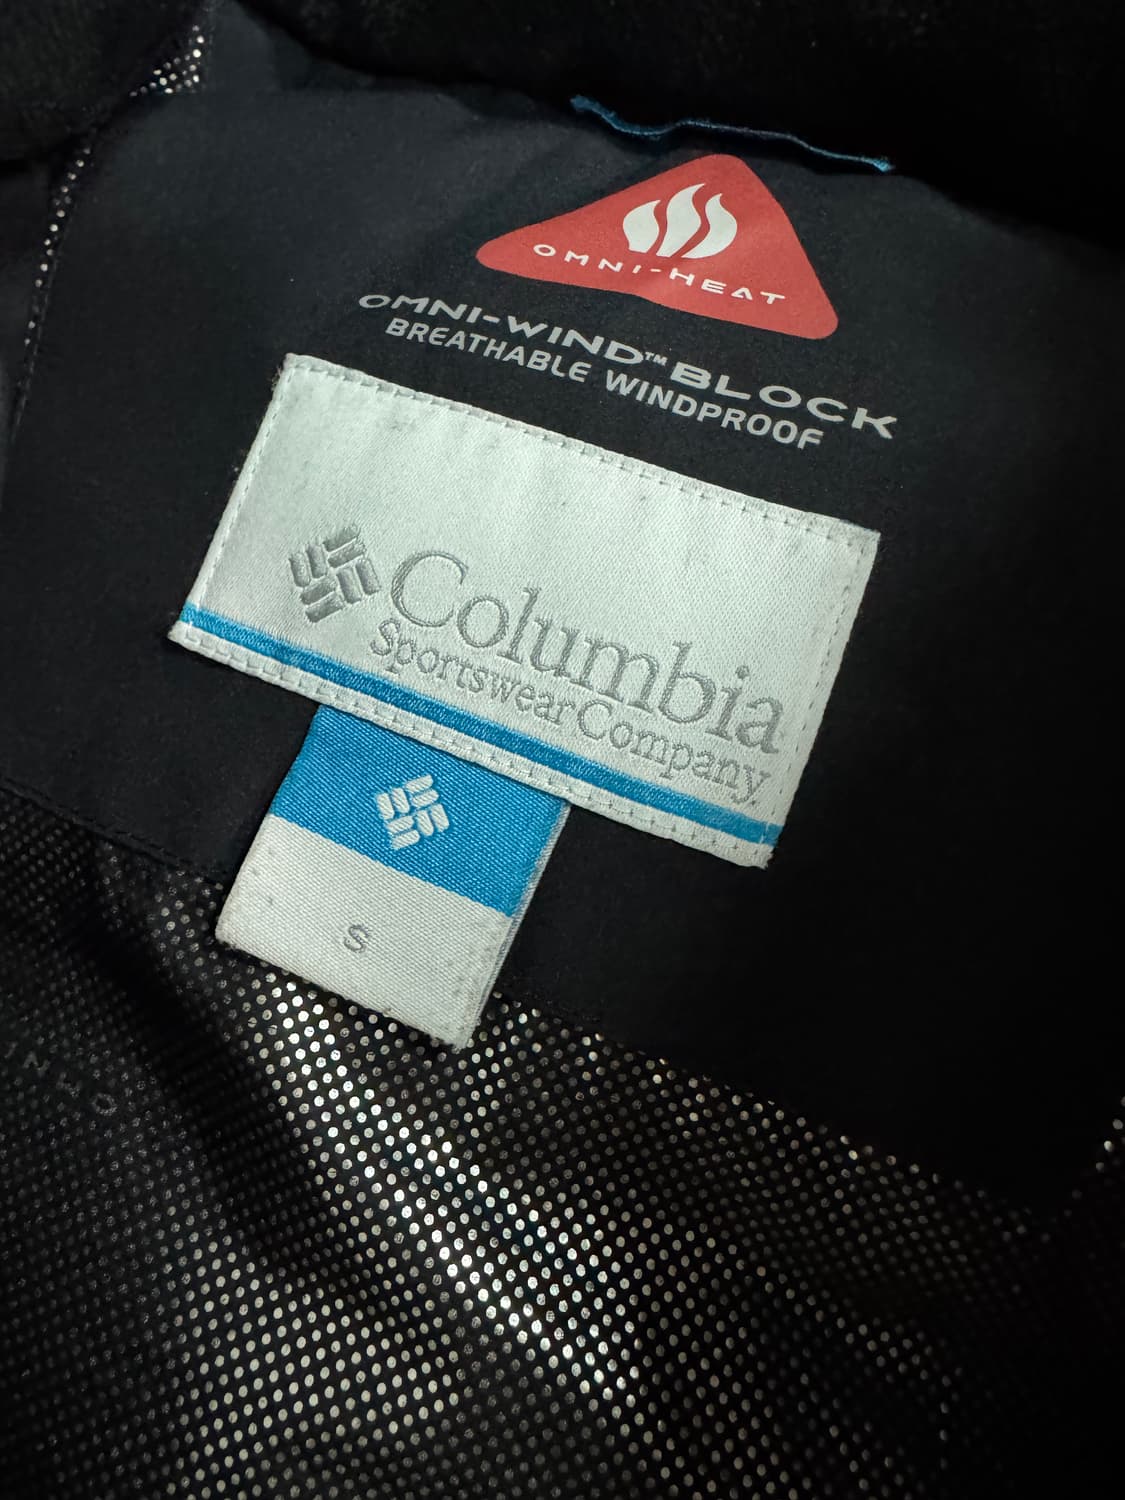 OMNI-HEAT
OMNI-WIND™ BLOCK
BREATHABLE WINDPROOF
Columbia
Sportswear Company
S